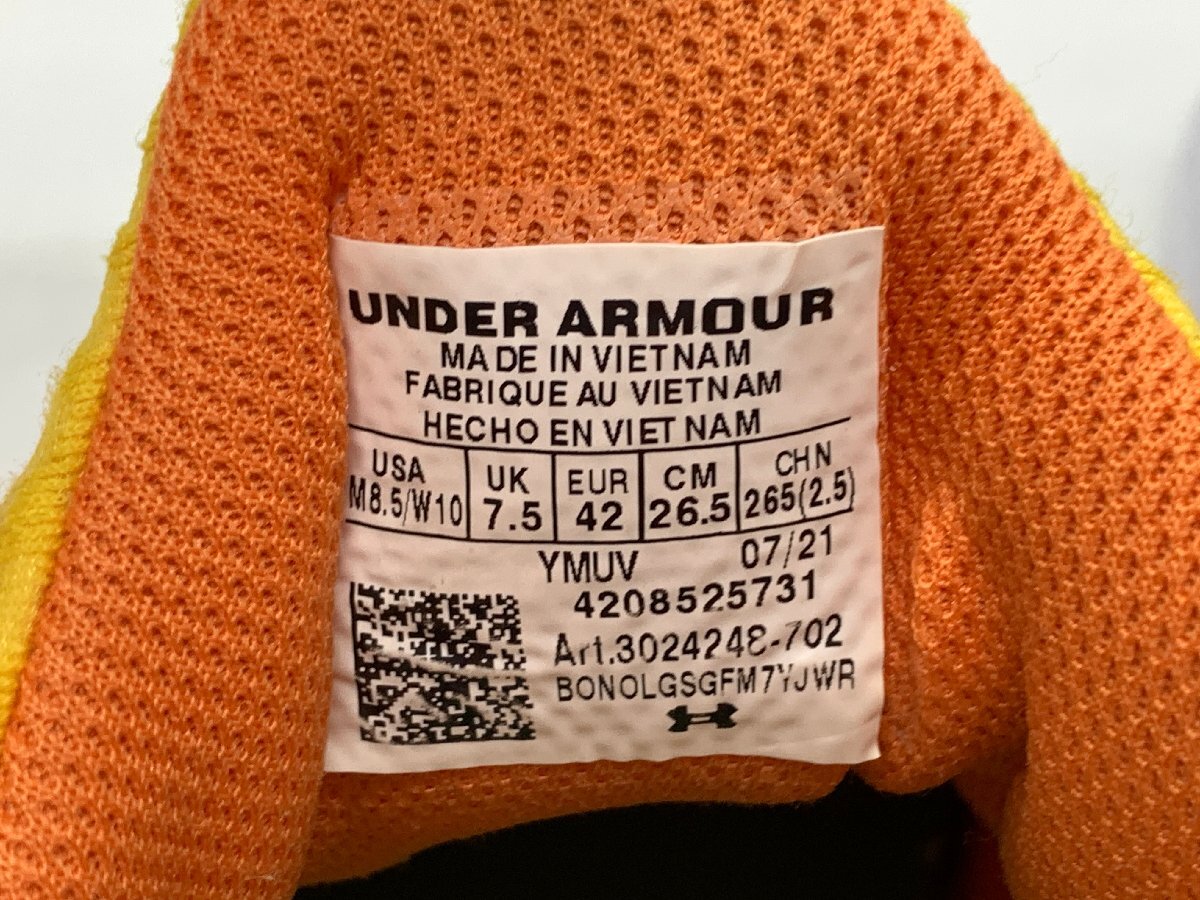 UNDER ARMOUR
MADE IN VIETNAM
FABRIQUE AU VIETNAM
HECHO EN VIETNAM
USA UK EUR CM CHN
M8.5/W10 7.5 42 26.5 265(2.5)
YMUV 07/21
4208525731
Art.3024248-702
BONOLGSGFM7YJWR